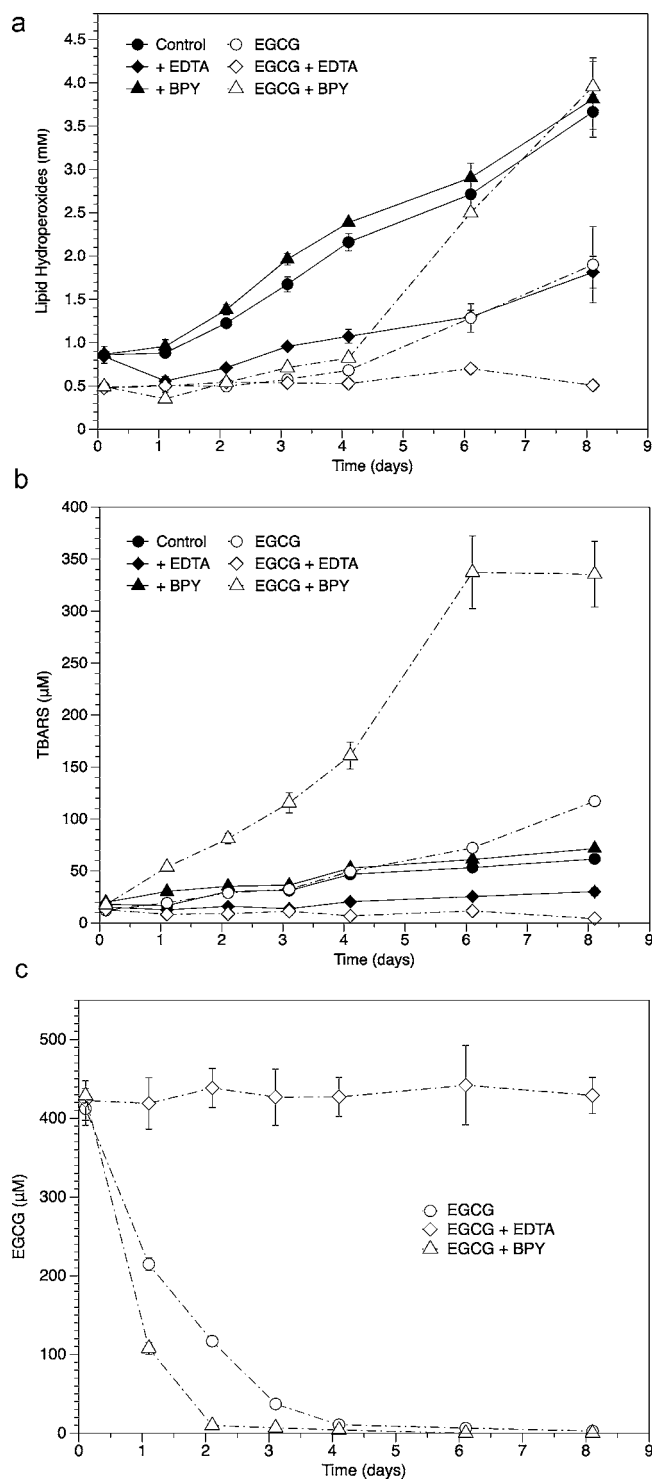 a
4.5
4.0
3.5
3.0
2.5
2.0
1.5
1.0
0.5
0
Lipid Hydroperoxides (mM)
Control EGCG
+ EDTA EGCG + EDTA
+ BPY EGCG + BPY
0 1 2 3 4 5 6 7 8 9
Time (days)
b
400
350
300
250
200
150
100
50
0
TBARS (µM)
Control EGCG
+ EDTA EGCG + EDTA
+ BPY EGCG + BPY
0 1 2 3 4 5 6 7 8 9
Time (days)
c
500
400
300
200
100
0
EGCG (µM)
EGCG
EGCG + EDTA
EGCG + BPY
0 1 2 3 4 5 6 7 8 9
Time (days)